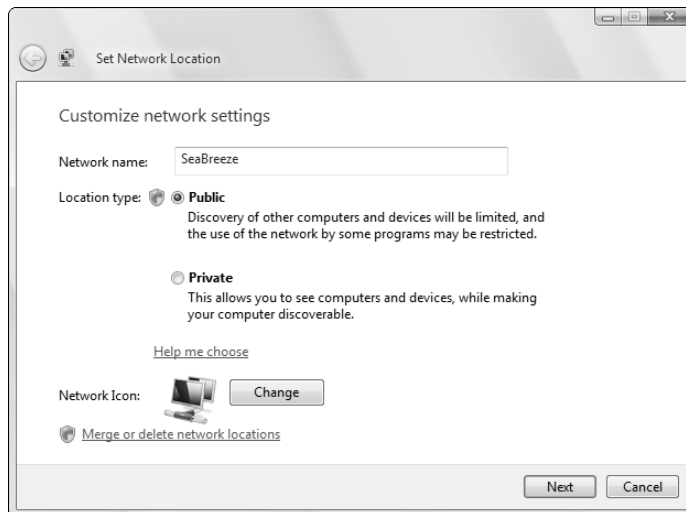 Set Network Location
Customize network settings
Network name: SeaBreeze
Location type: Public
Discovery of other computers and devices will be limited, and
the use of the network by some programs may be restricted.
Private
This allows you to see computers and devices, while making
your computer discoverable.
Help me choose
Network Icon: Change
Merge or delete network locations
Next Cancel